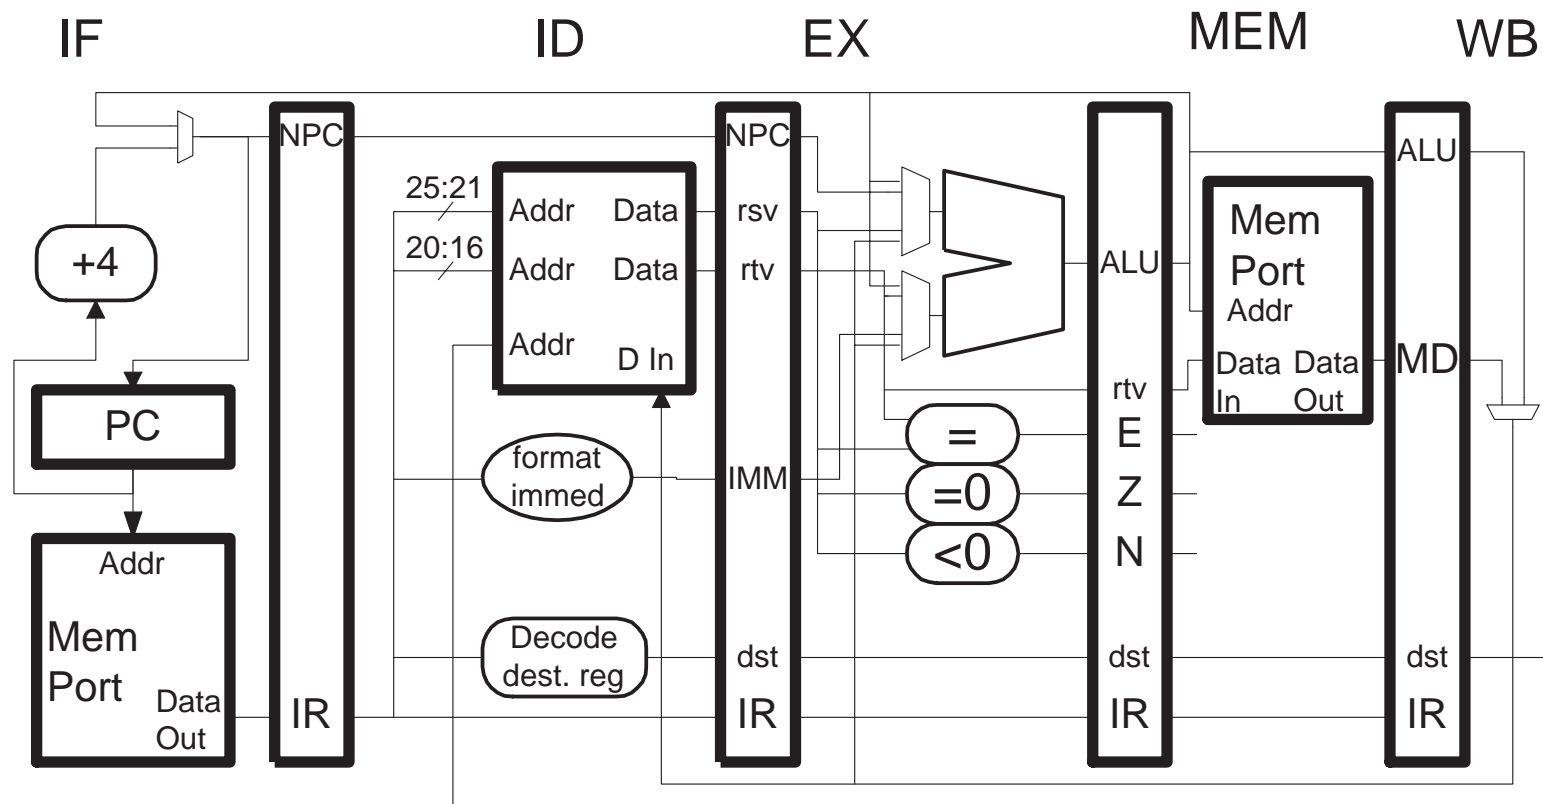 IF ID EX MEM WB
NPC
NPC
ALU
25:21
Addr Data
rsv
20:16
Addr Data
rtv
+4
ALU
Mem
Port
Addr
Addr
D In
Data
In
Data
Out
MD
rtv
PC
=
E
format
immed
IMM
=0
Z
<0
N
Addr
Mem
Port
Data
Out
Decode
dest. reg
dst
dst
dst
IR
IR
IR
IR